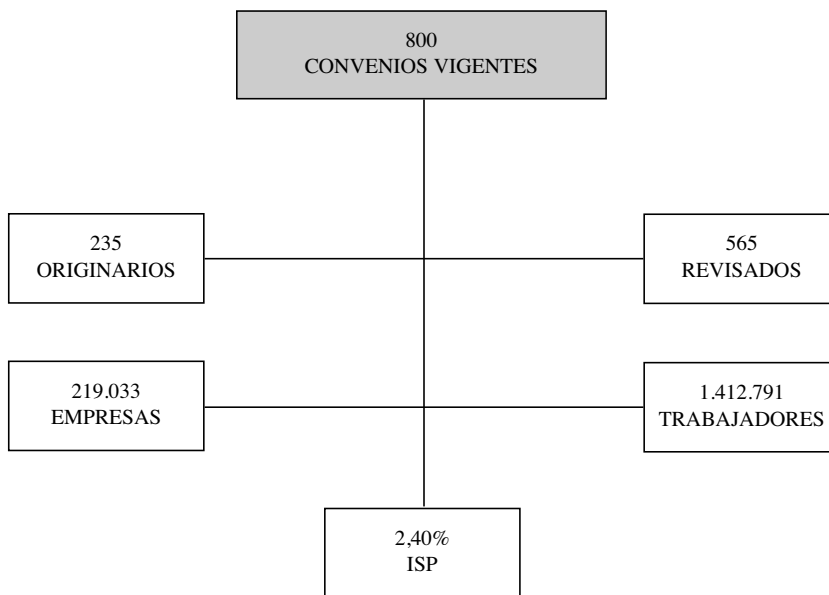 800
CONVENIOS VIGENTES
235
ORIGINARIOS
565
REVISADOS
219.033
EMPRESAS
1.412.791
TRABAJADORES
2,40%
ISP